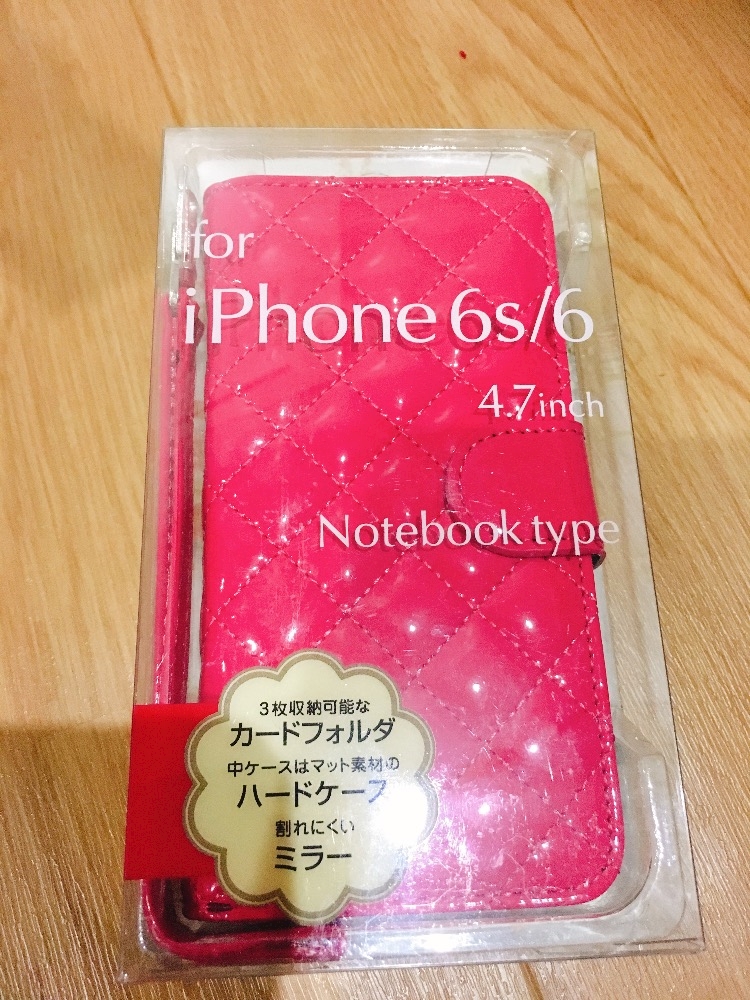 for
iPhone 6s/6
4.7inch
Notebook type
3枚収納可能な
カードフォルダ
中ケースはマット素材の
ハードケース
割れにくい
ミラー